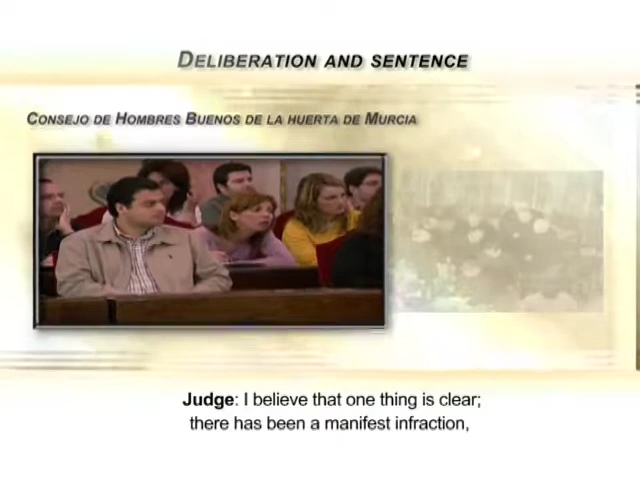 DELIBERATION AND SENTENCE
CONSEJO DE HOMBRES BUENOS DE LA HUERTA DE MURCIA
Judge: I believe that one thing is clear;
there has been a manifest infraction,